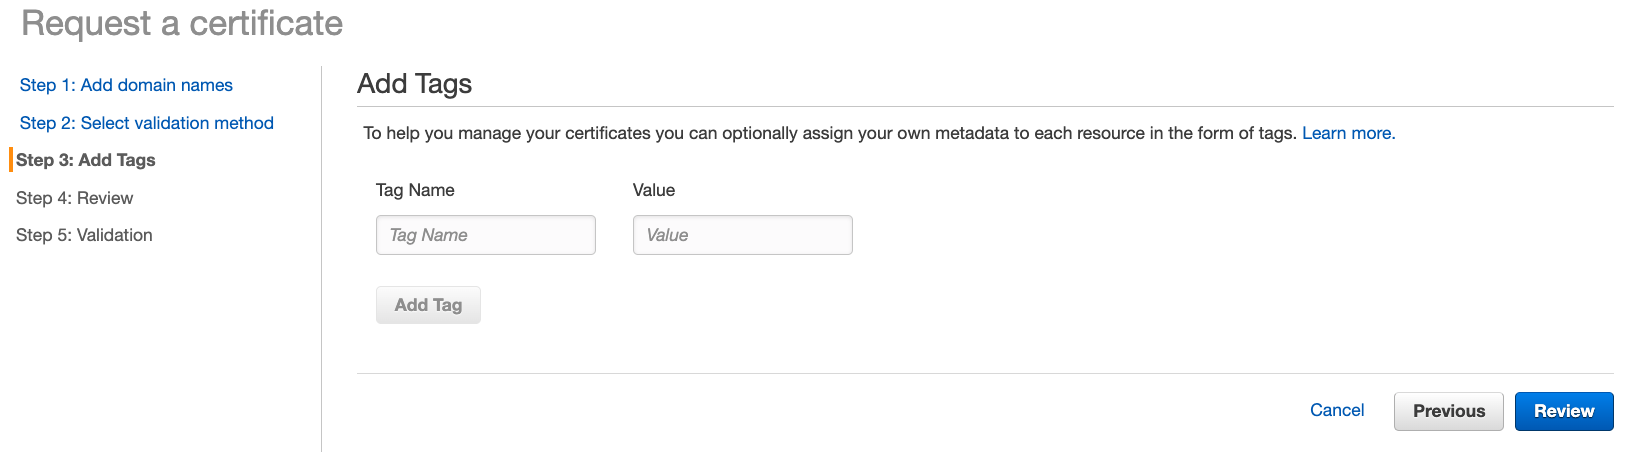 Request a certificate
Step 1: Add domain names
Step 2: Select validation method
Step 3: Add Tags
Step 4: Review
Step 5: Validation
Add Tags
To help you manage your certificates you can optionally assign your own metadata to each resource in the form of tags. Learn more.
Tag Name Value
Tag Name Value
Add Tag
Cancel Previous Review